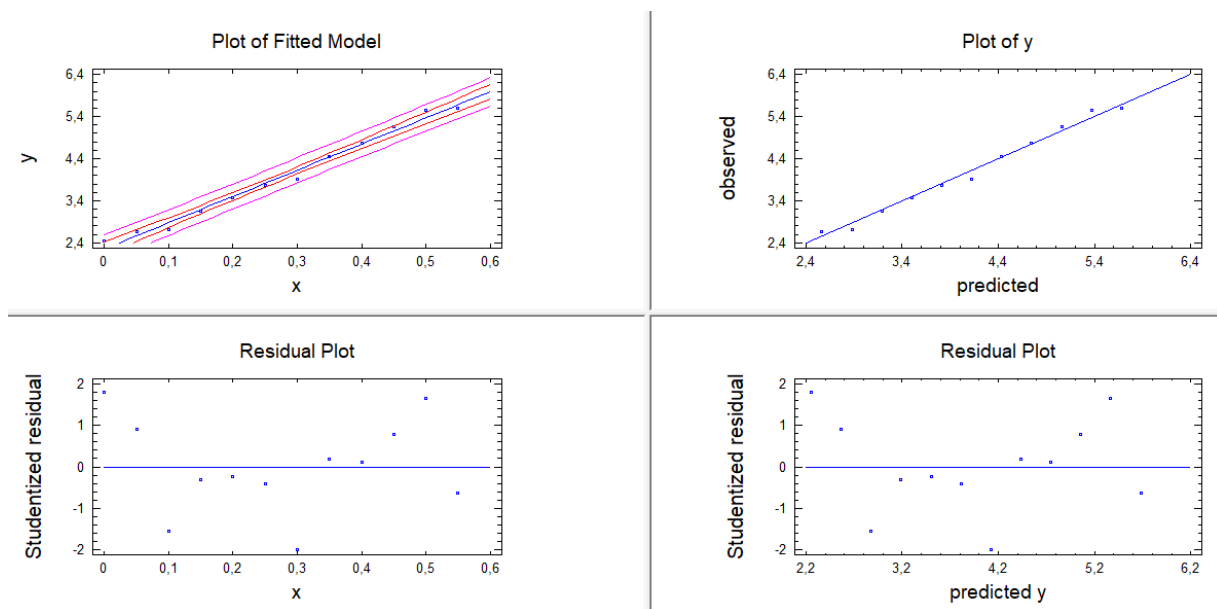 Plot of Fitted Model
6,4
5,4
4,4
3,4
2,4
y
0 0,1 0,2 0,3 0,4 0,5 0,6
x
Plot of y
6,4
5,4
4,4
3,4
2,4
observed
2,4 3,4 4,4 5,4 6,4
predicted
Residual Plot
2
1
0
-1
-2
Studentized residual
0 0,1 0,2 0,3 0,4 0,5 0,6
x
Residual Plot
2
1
0
-1
-2
Studentized residual
2,2 3,2 4,2 5,2 6,2
predicted y